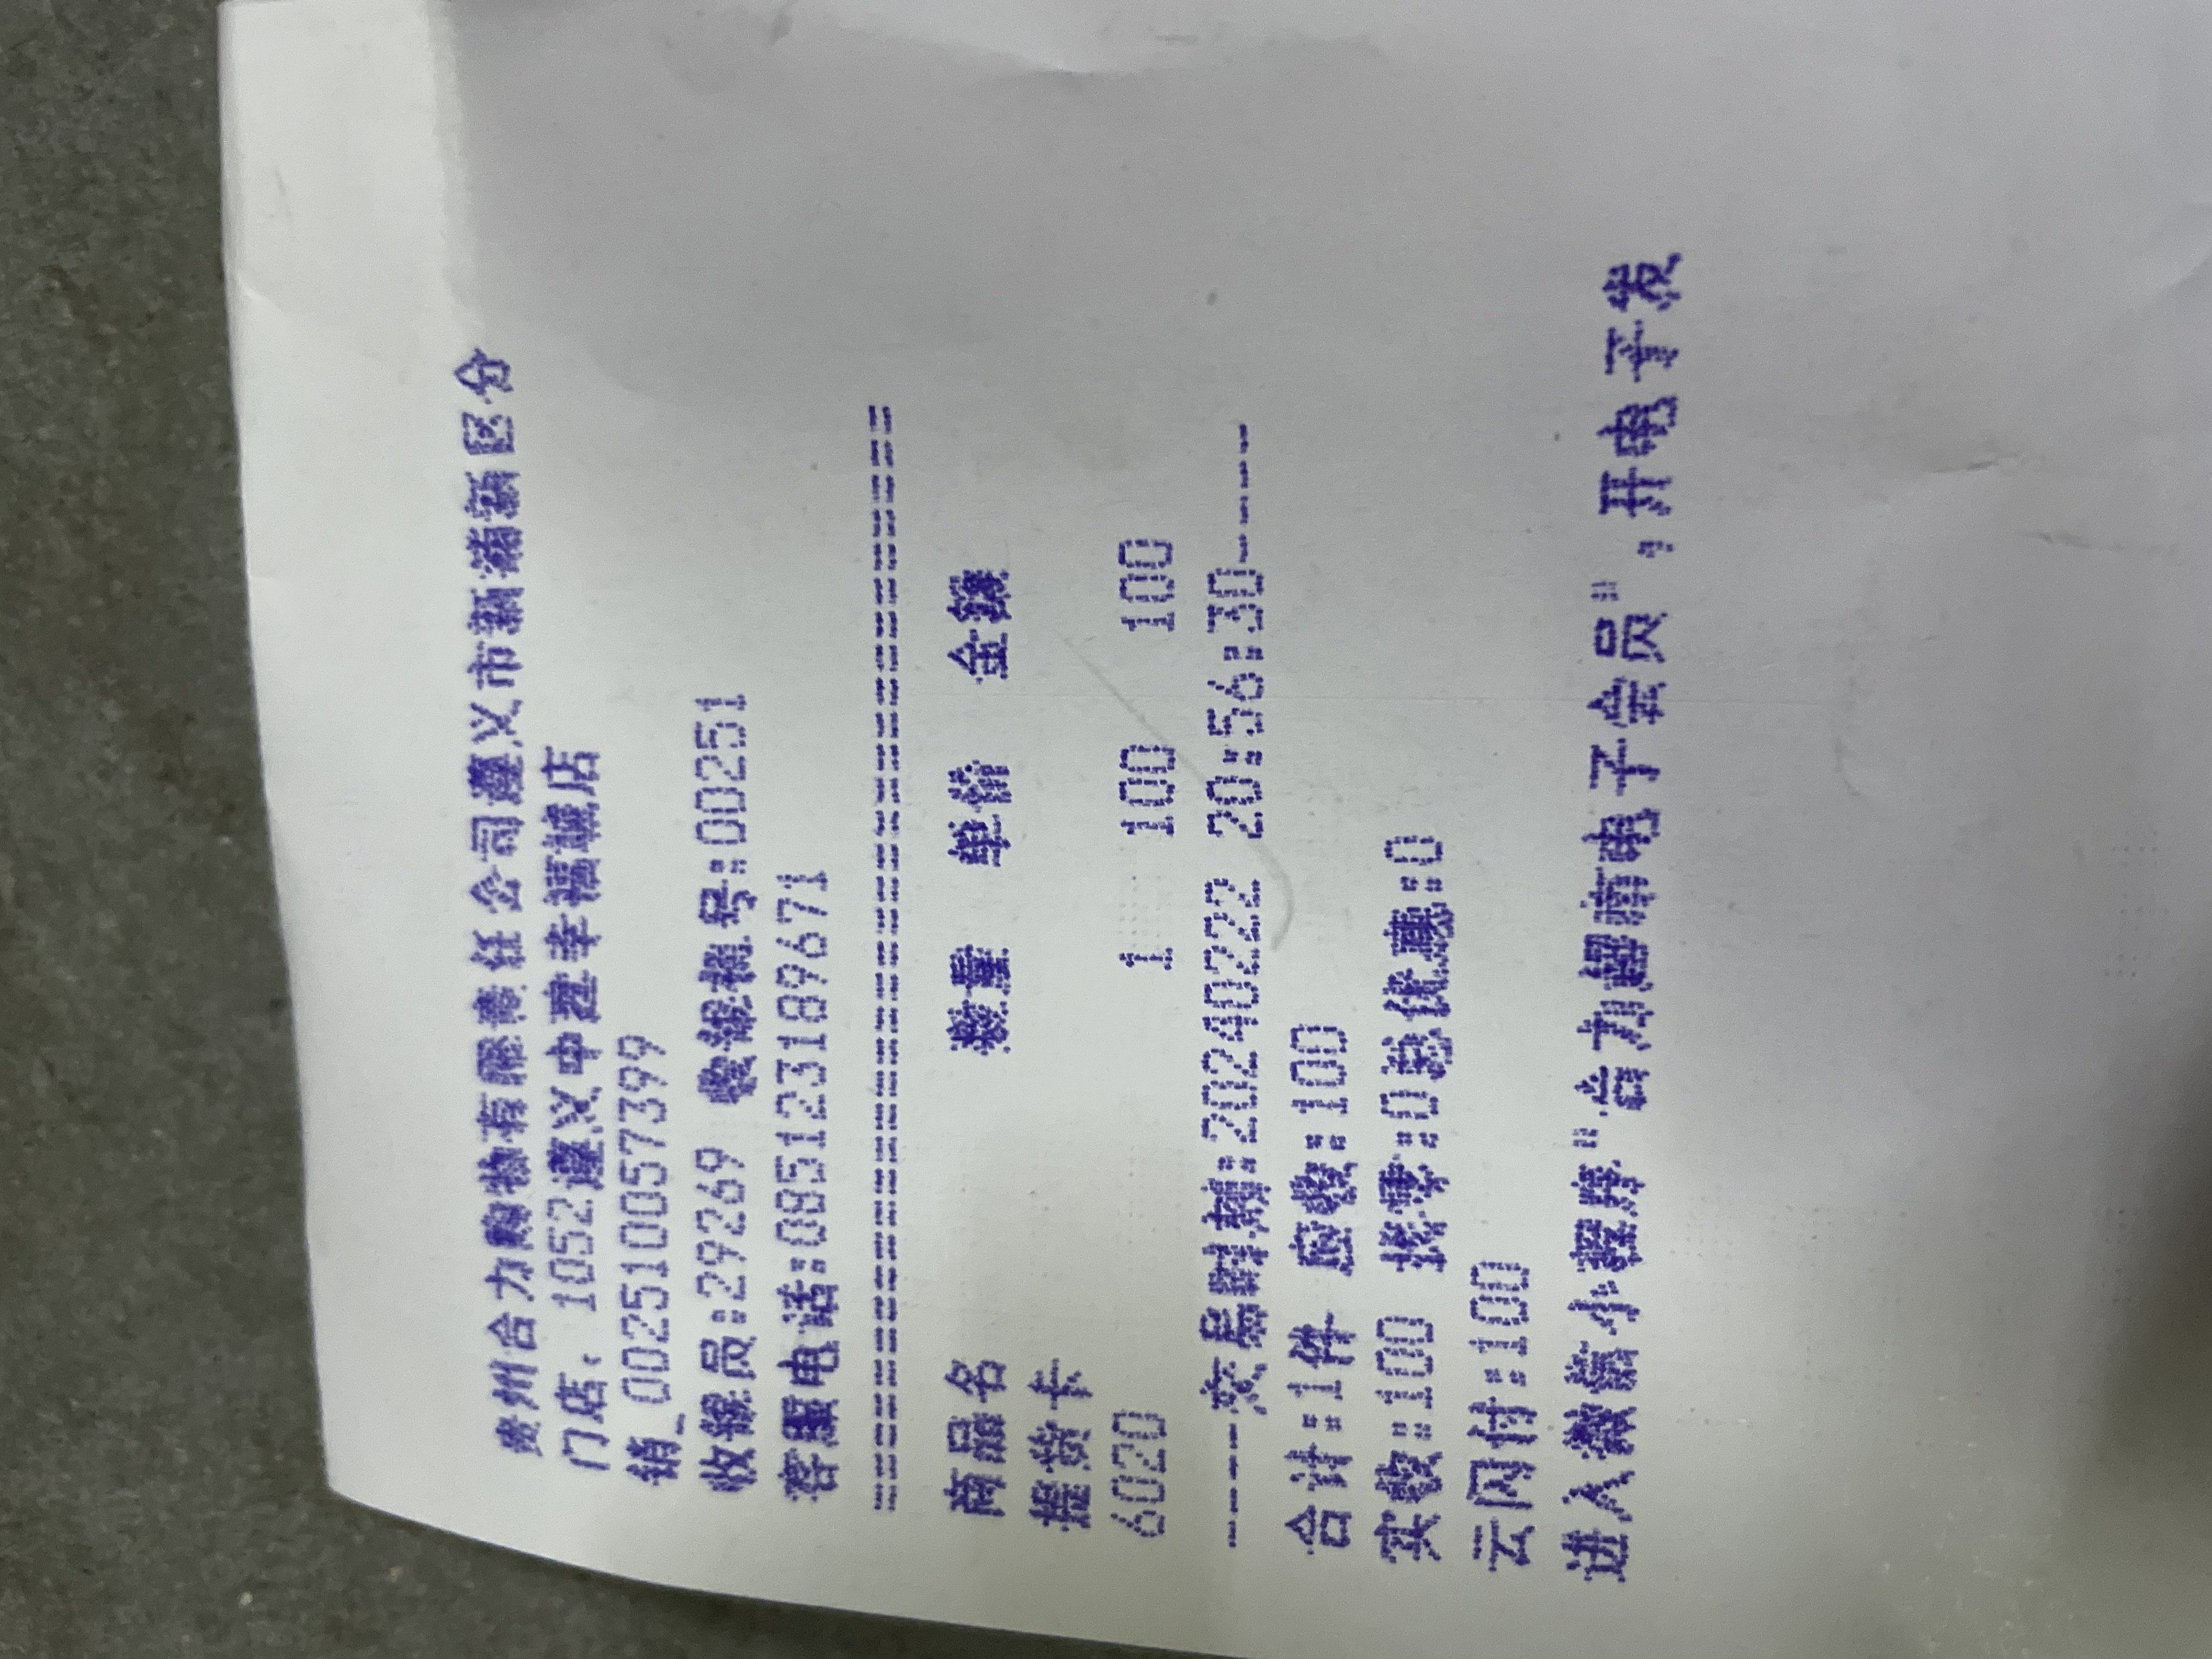 贵州合力购物有限责任公司遵义市新蒲新区分
门店: 1052遵义中建幸福城店
销_0025100573​99
收银员:29269 收银机号:00251
客服电话:085123189671
================================
商品名 数量 单价 金额
提货卡
6020 1 100 100
----交易时期:20240222 20:56:30-----
合计:1件 应收:100
实收:100 找零:0总优惠:0
云闪付:100
进入微信小程序"合力超市电子会员",开电子发